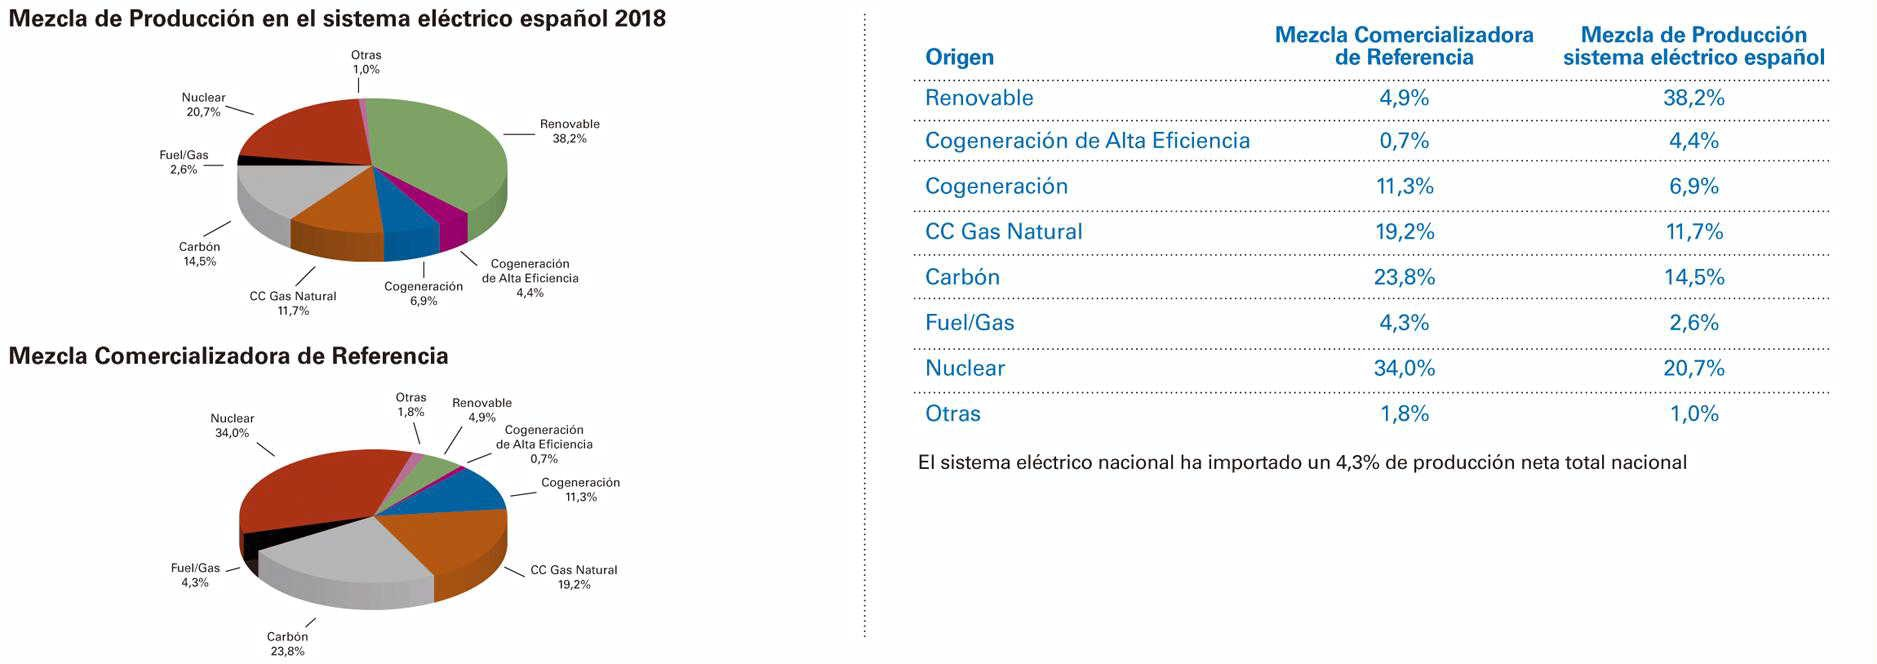 Mezcla de Producción en el sistema eléctrico español 2018
Otras
1,0%
Nuclear
20,7%
Renovable
38,2%
Fuel/Gas
2,6%
Carbón
14,5%
CC Gas Natural
11,7%
Cogeneración
6,9%
Cogeneración
de Alta Eficiencia
4,4%
Mezcla Comercializadora de Referencia
Otras
1,8%
Renovable
4,9%
Nuclear
34,0%
Cogeneración
de Alta Eficiencia
0,7%
Cogeneración
11,3%
Fuel/Gas
4,3%
CC Gas Natural
19,2%
Carbón
23,8%
Origen
Mezcla Comercializadora
de Referencia
Mezcla de Producción
sistema eléctrico español
Renovable 4,9% 38,2%
Cogeneración de Alta Eficiencia 0,7% 4,4%
Cogeneración 11,3% 6,9%
CC Gas Natural 19,2% 11,7%
Carbón 23,8% 14,5%
Fuel/Gas 4,3% 2,6%
Nuclear 34,0% 20,7%
Otras 1,8% 1,0%
El sistema eléctrico nacional ha importado un 4,3% de producción neta total nacional